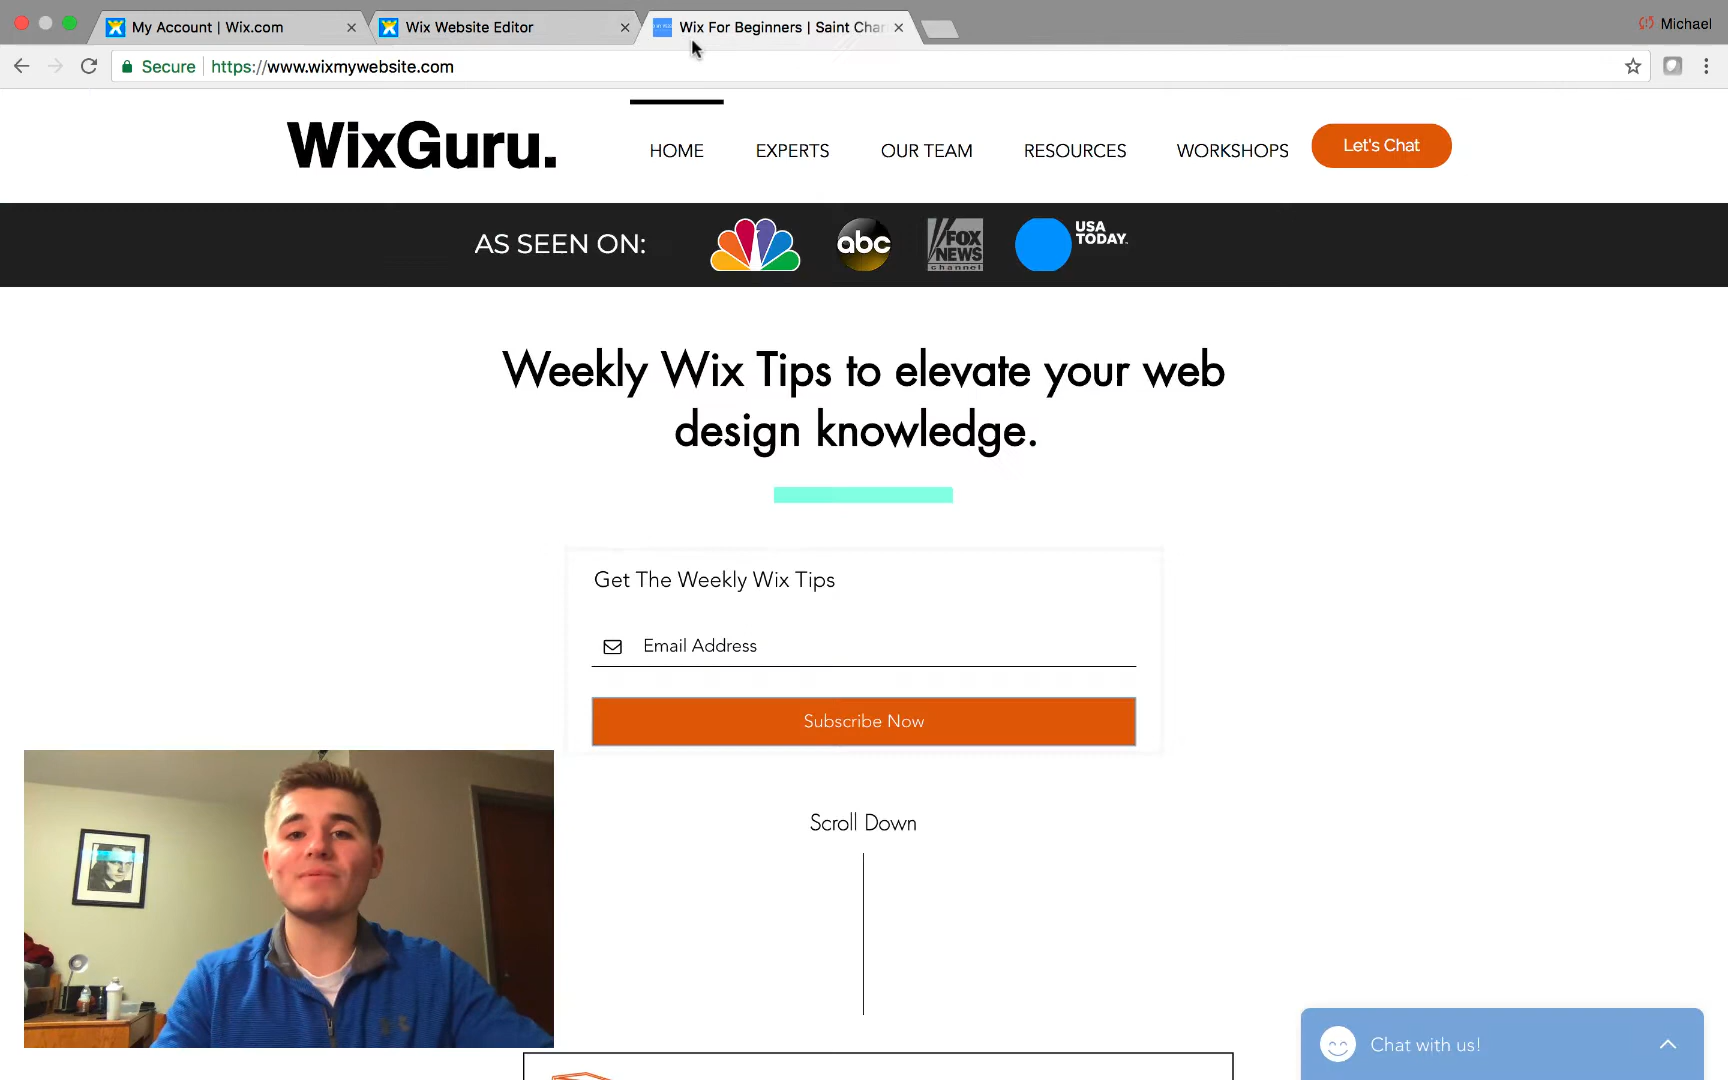 My Account | Wix.com
Wix Website Editor
Wix For Beginners | Saint Char
Michael
Secure
https://www.wixmywebsite.com
WixGuru.
HOME
EXPERTS
OUR TEAM
RESOURCES
WORKSHOPS
Let's Chat
AS SEEN ON:
abc
FOX
NEWS
channel
USA
TODAY
Weekly Wix Tips to elevate your web
design knowledge.
Get The Weekly Wix Tips
Email Address
Subscribe Now
Scroll Down
Chat with us!